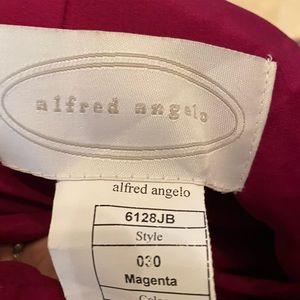 alfred angelo
alfred angelo
6128JB
Style
030
Magenta